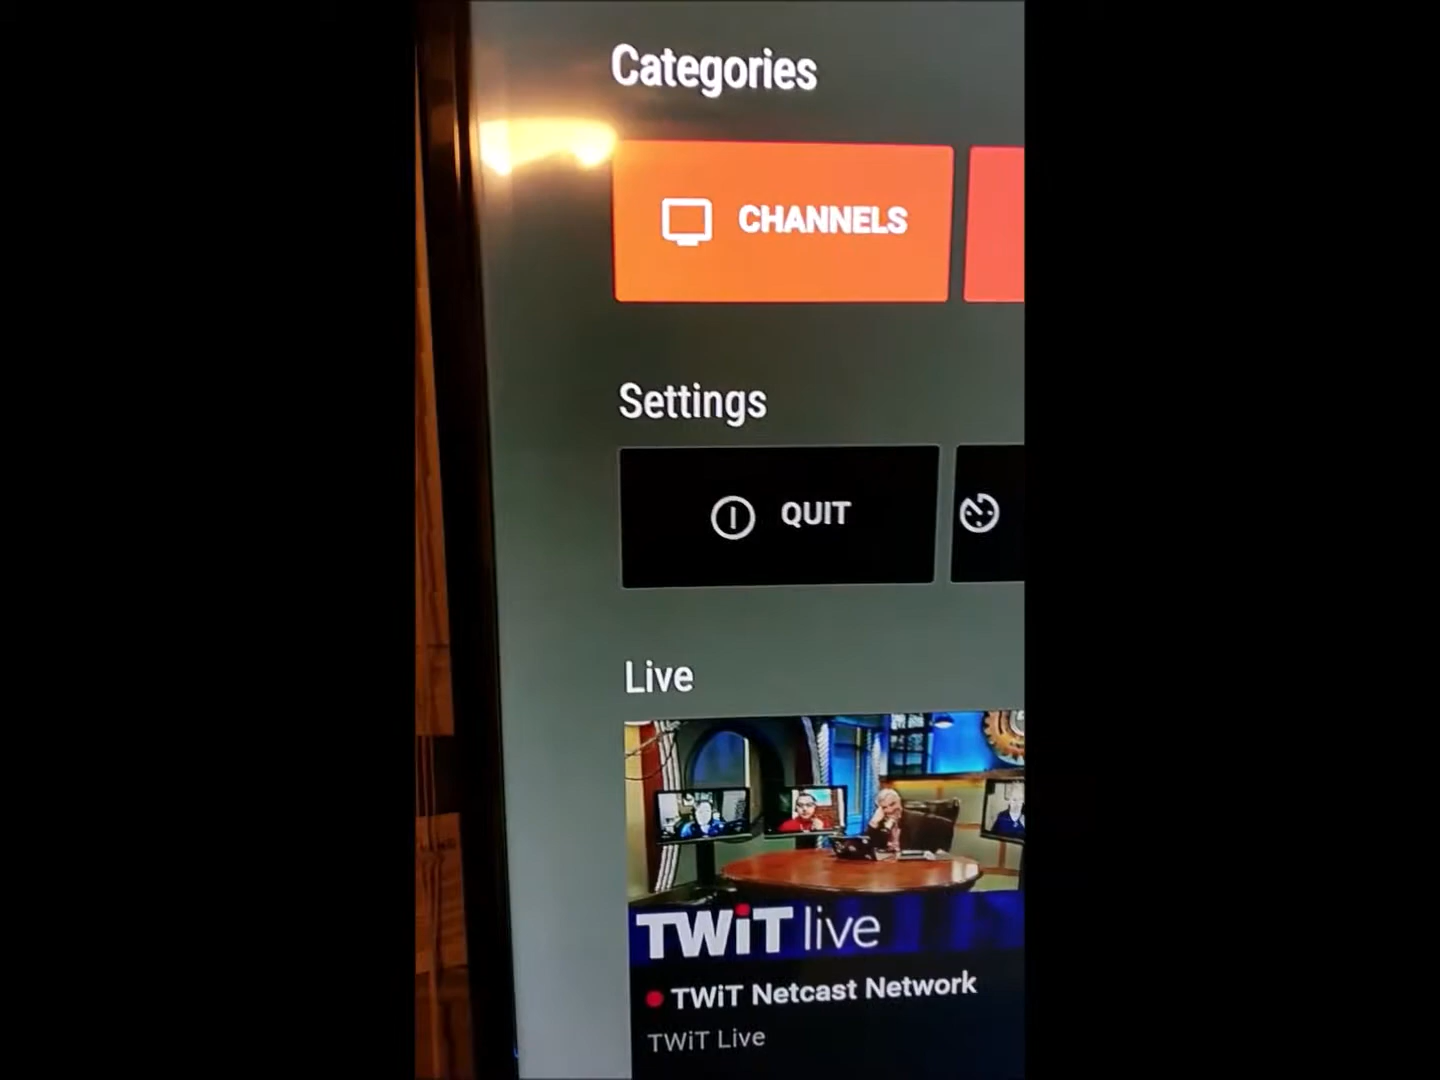 Categories
CHANNELS
Settings
QUIT
Live
TWiT live
TWiT Netcast Network
TWiT Live